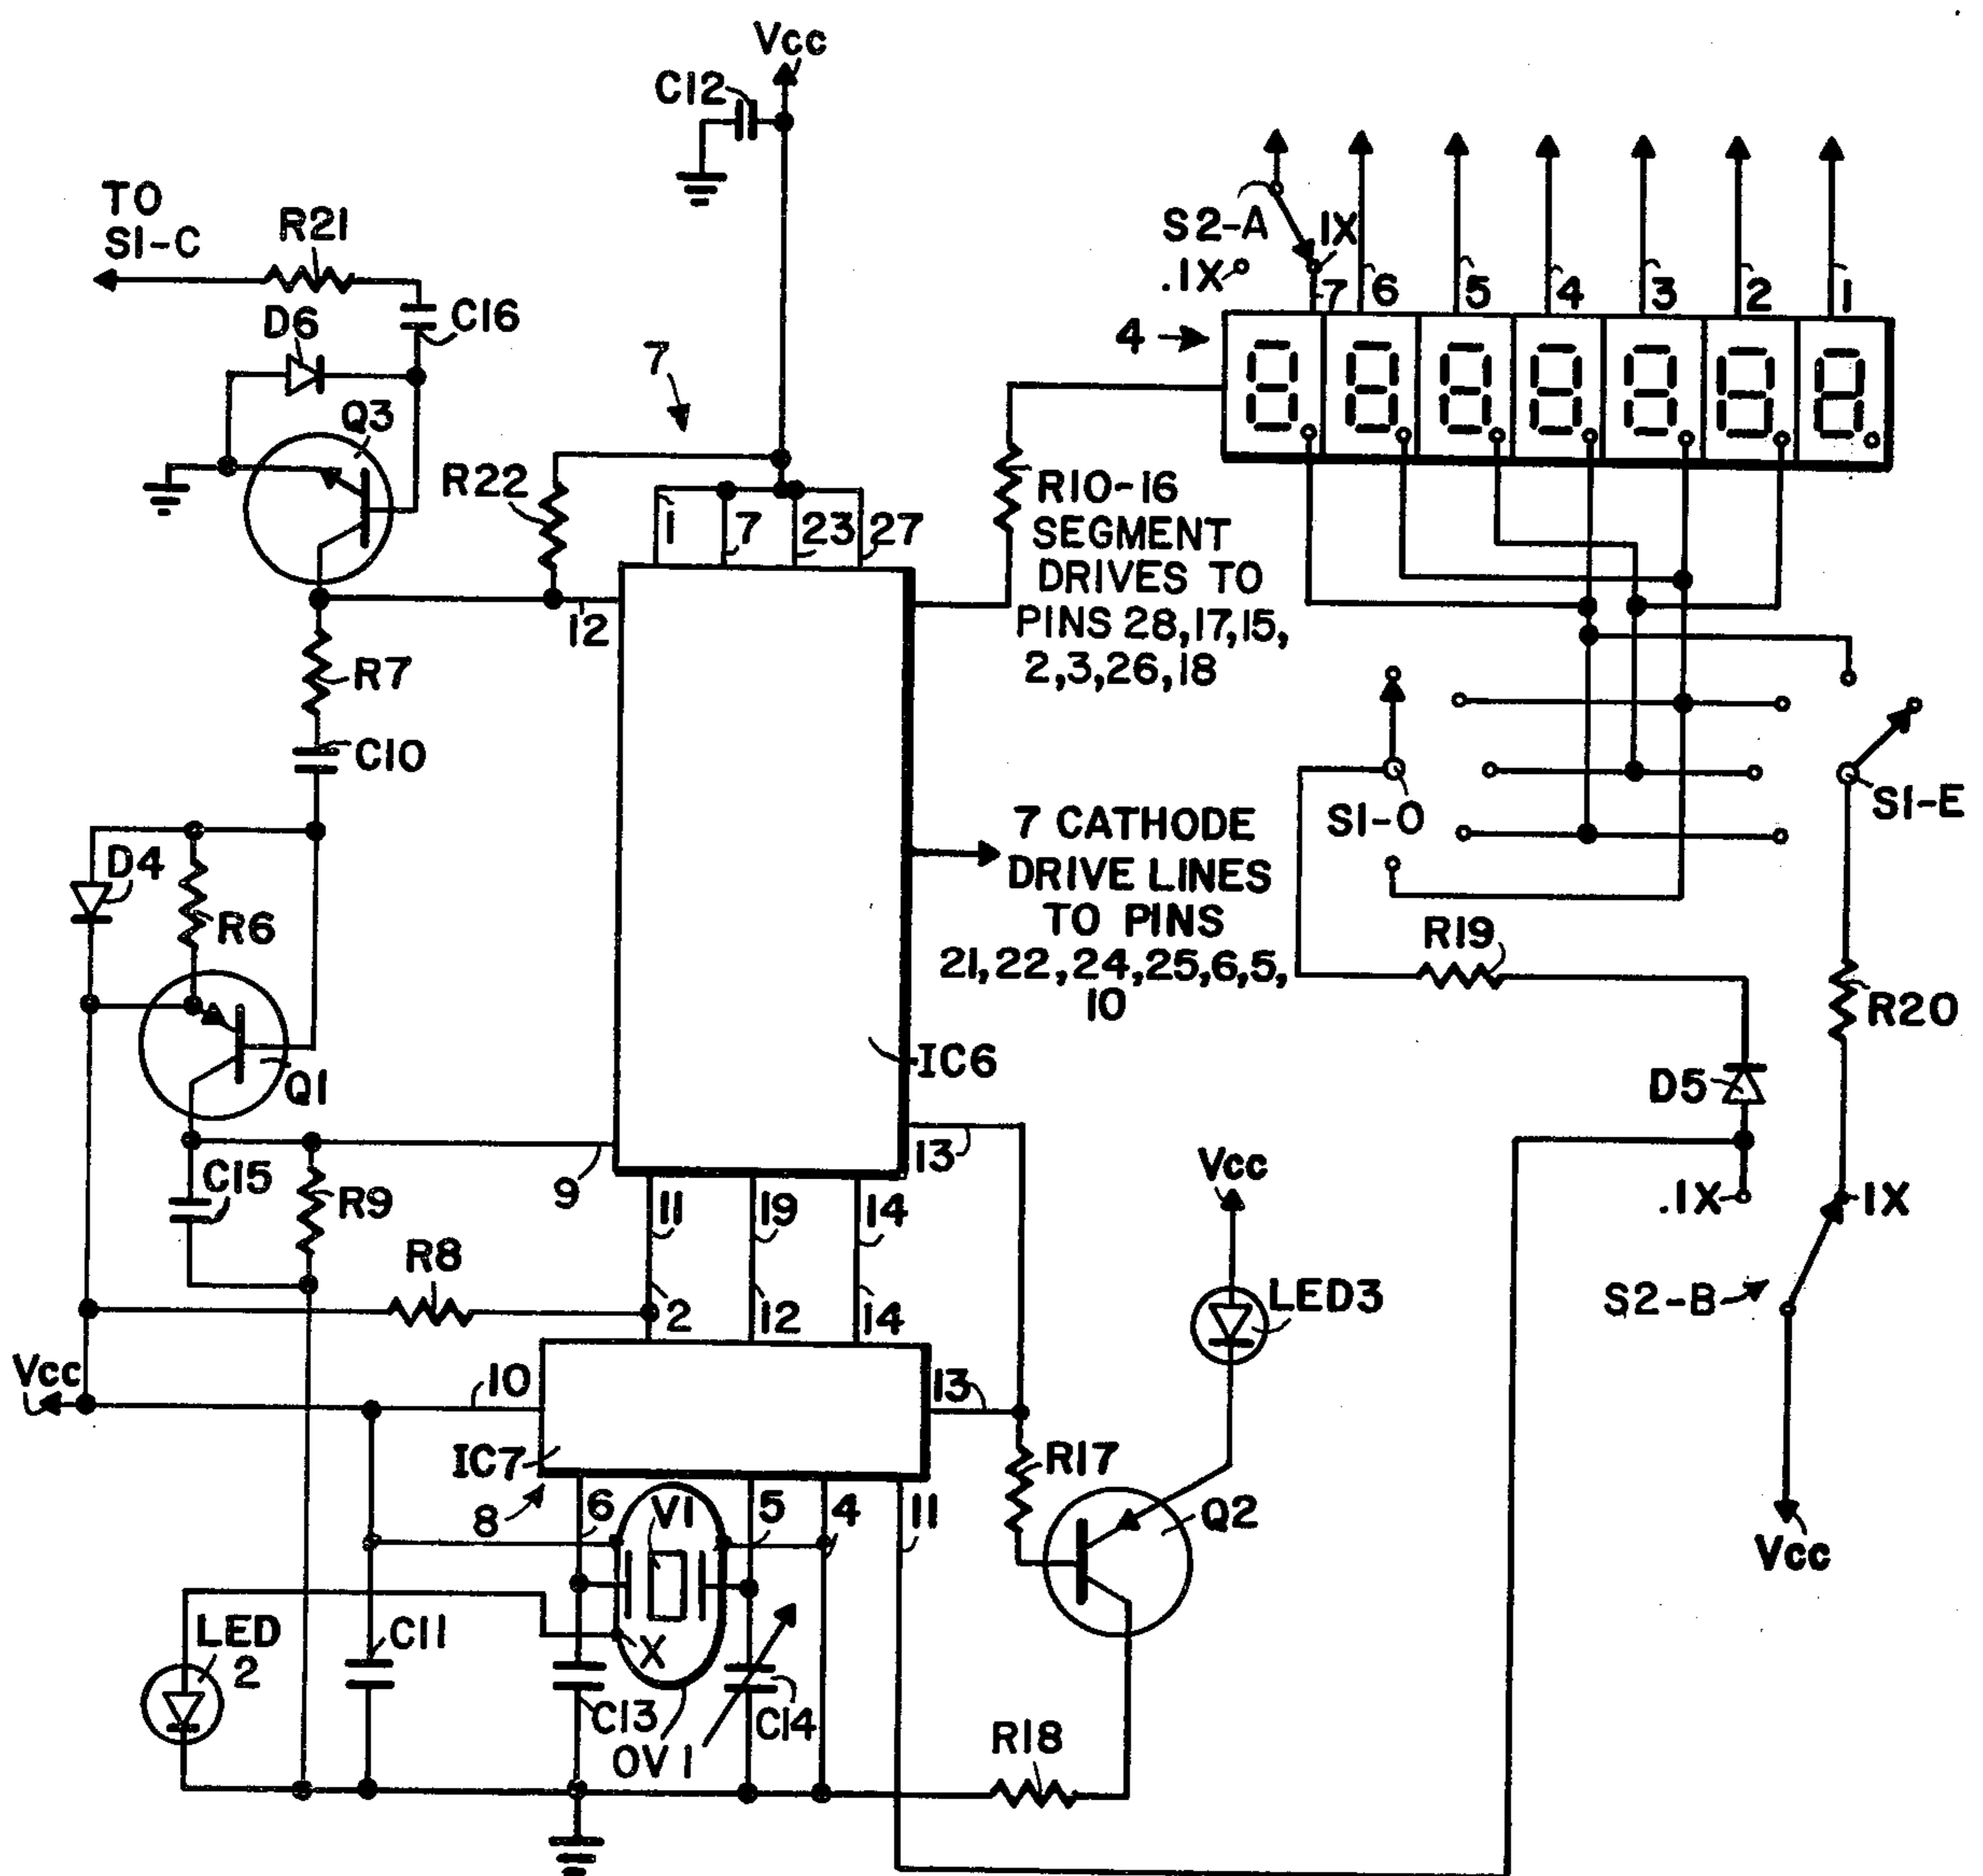 Vcc
C12
TO
S1-C
R21
S2-A
1X
.1X
7
6
5
4
3
2
1
C16
D6
4
7
Q3
R22
1
7
23
27
R10-16
SEGMENT
DRIVES TO
PINS 28,17,15,
2,3,26,18
12
R7
C10
S1-O
S1-E
7 CATHODE
DRIVE LINES
TO PINS
21,22,24,25,6,5,
10
D4
R6
R19
R20
IC6
Q1
D5
13
Vcc
C15
R9
9
11
19
14
.1X
1X
R8
2
12
14
LED3
S2-B
Vcc
10
13
IC7
R17
8
6
V1
5
4
11
Q2
Vcc
LED
2
C11
X
C13
C14
OV1
R18